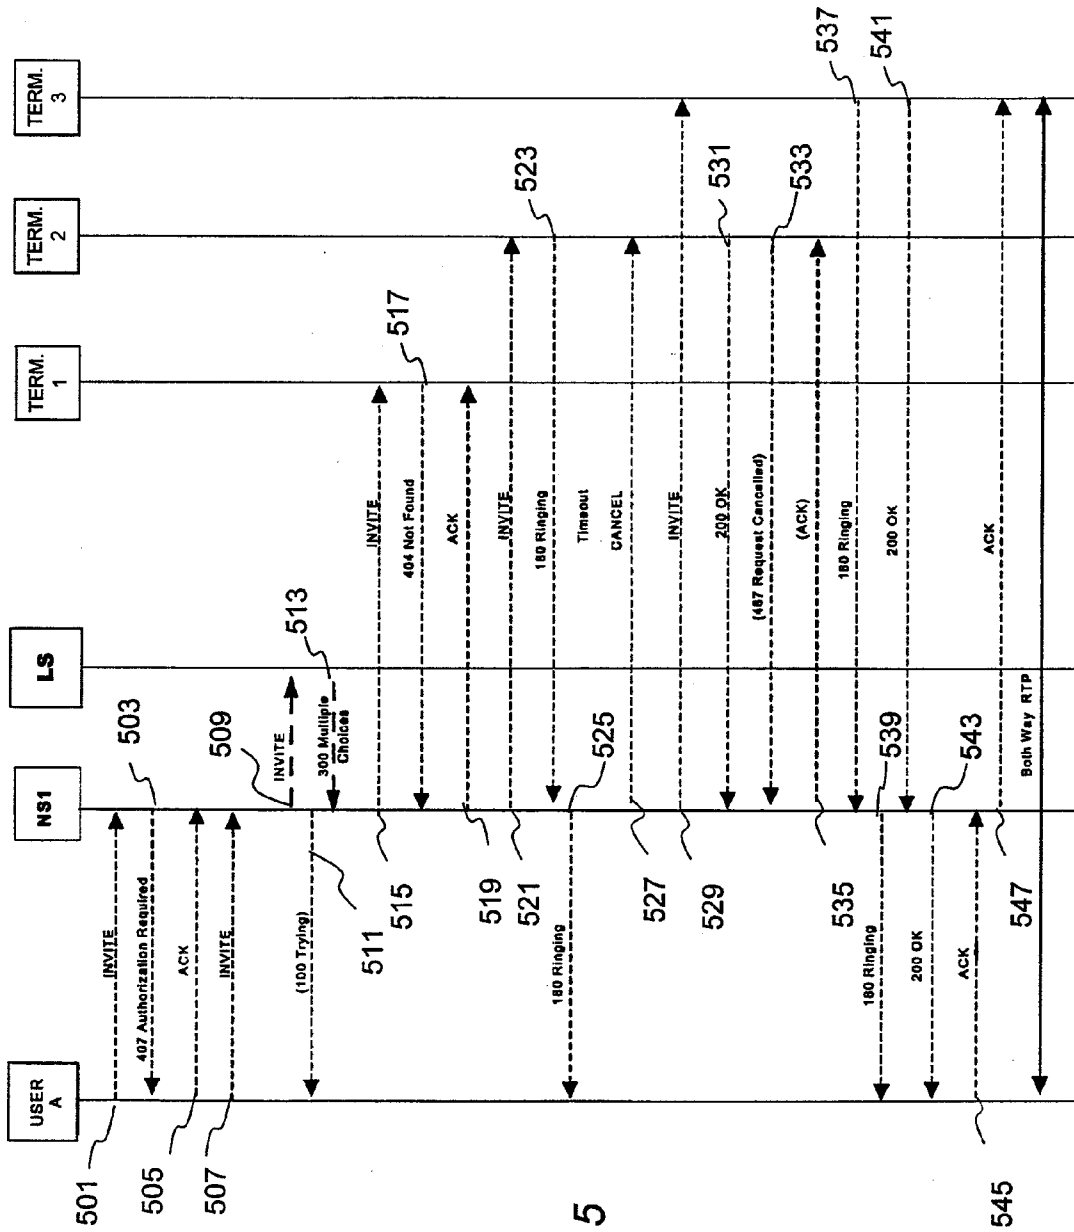 USER
A
NS1
LS
TERM.
1
TERM.
2
TERM.
3
501
INVITE
503
407 Authorization Required
505
ACK
507
INVITE
509
INVITE
511
(100 Trying)
513
300 Multiple
Choices
515
INVITE
517
404 Not Found
519
ACK
521
INVITE
523
180 Ringing
525
180 Ringing
Timeout
527
CANCEL
529
INVITE
531
200 OK
533
(487 Request Cancelled)
535
(ACK)
537
180 Ringing
539
180 Ringing
541
200 OK
543
200 OK
545
ACK
547
ACK
Both Way RTP
5